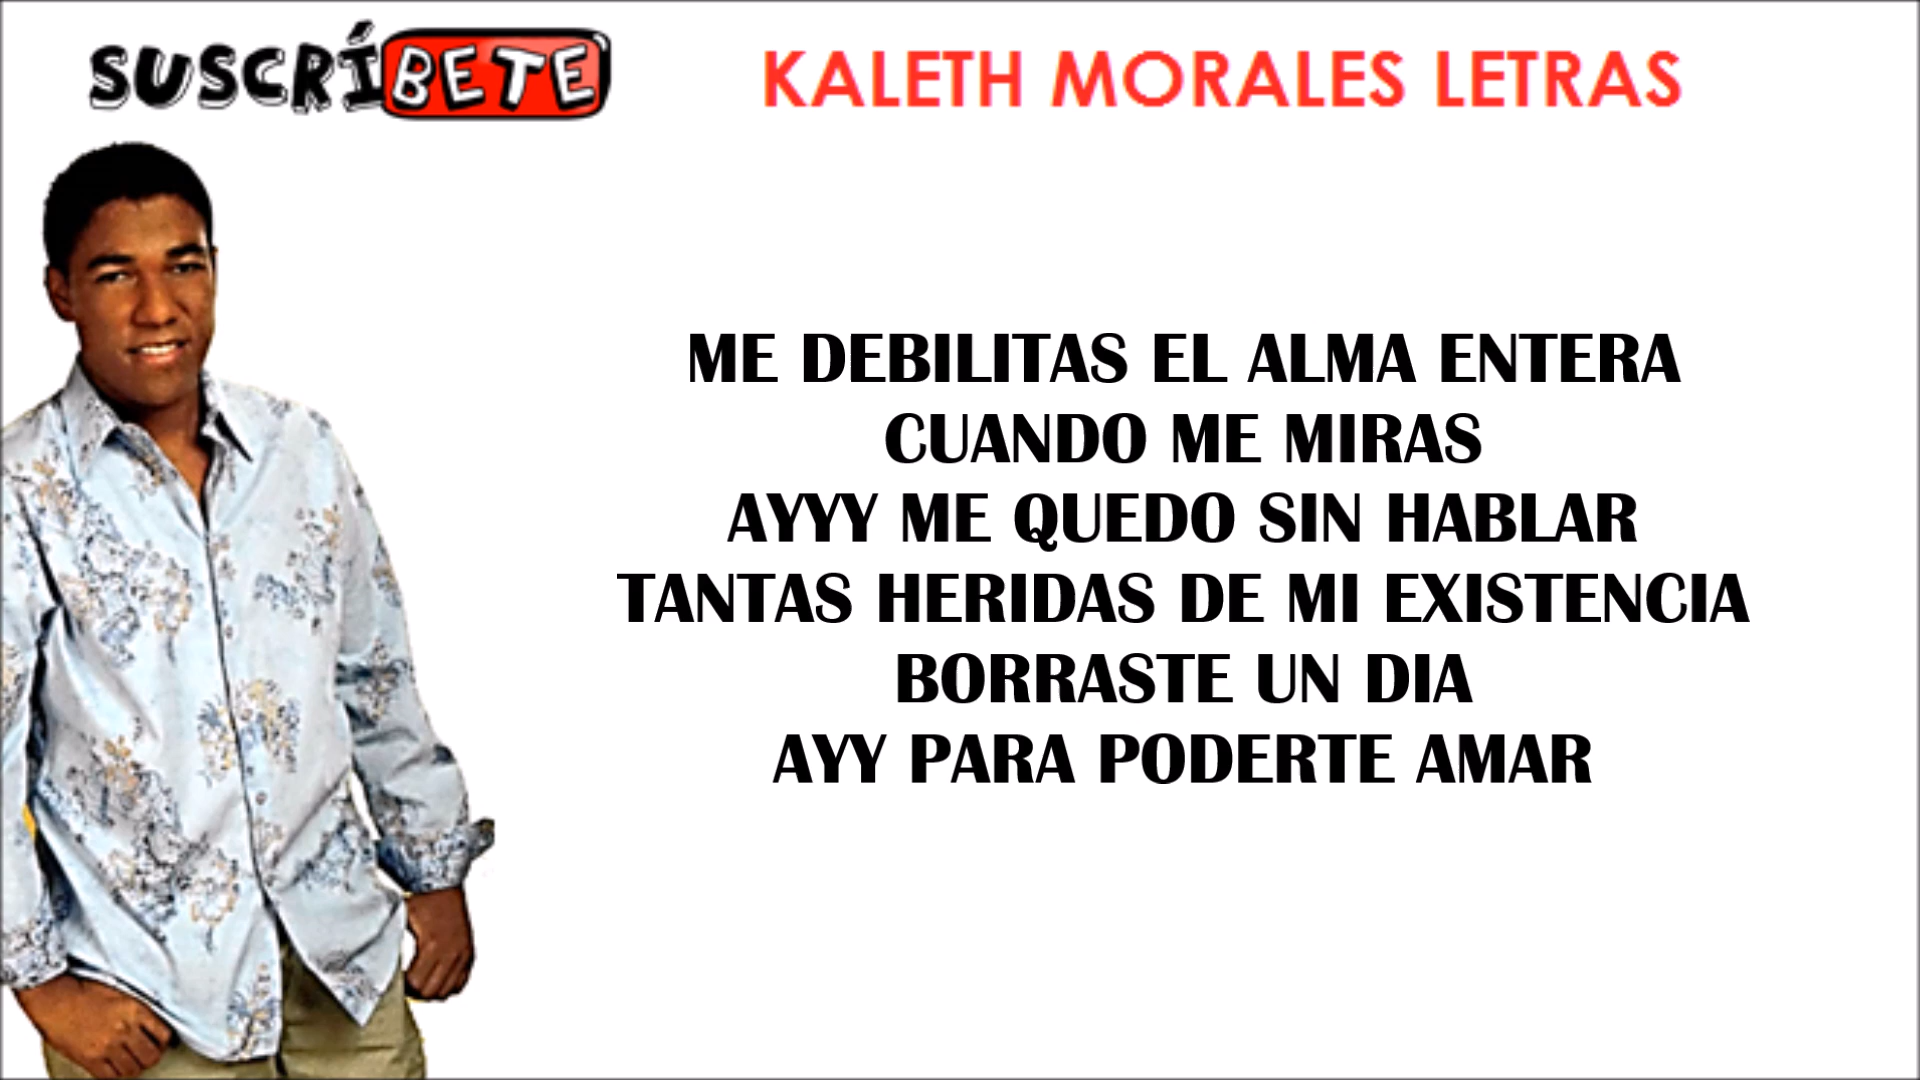 SUSCRÍBETE
KALETH MORALES LETRAS
ME DEBILITAS EL ALMA ENTERA
CUANDO ME MIRAS
AYYY ME QUEDO SIN HABLAR
TANTAS HERIDAS DE MI EXISTENCIA
BORRASTE UN DIA
AYY PARA PODERTE AMAR